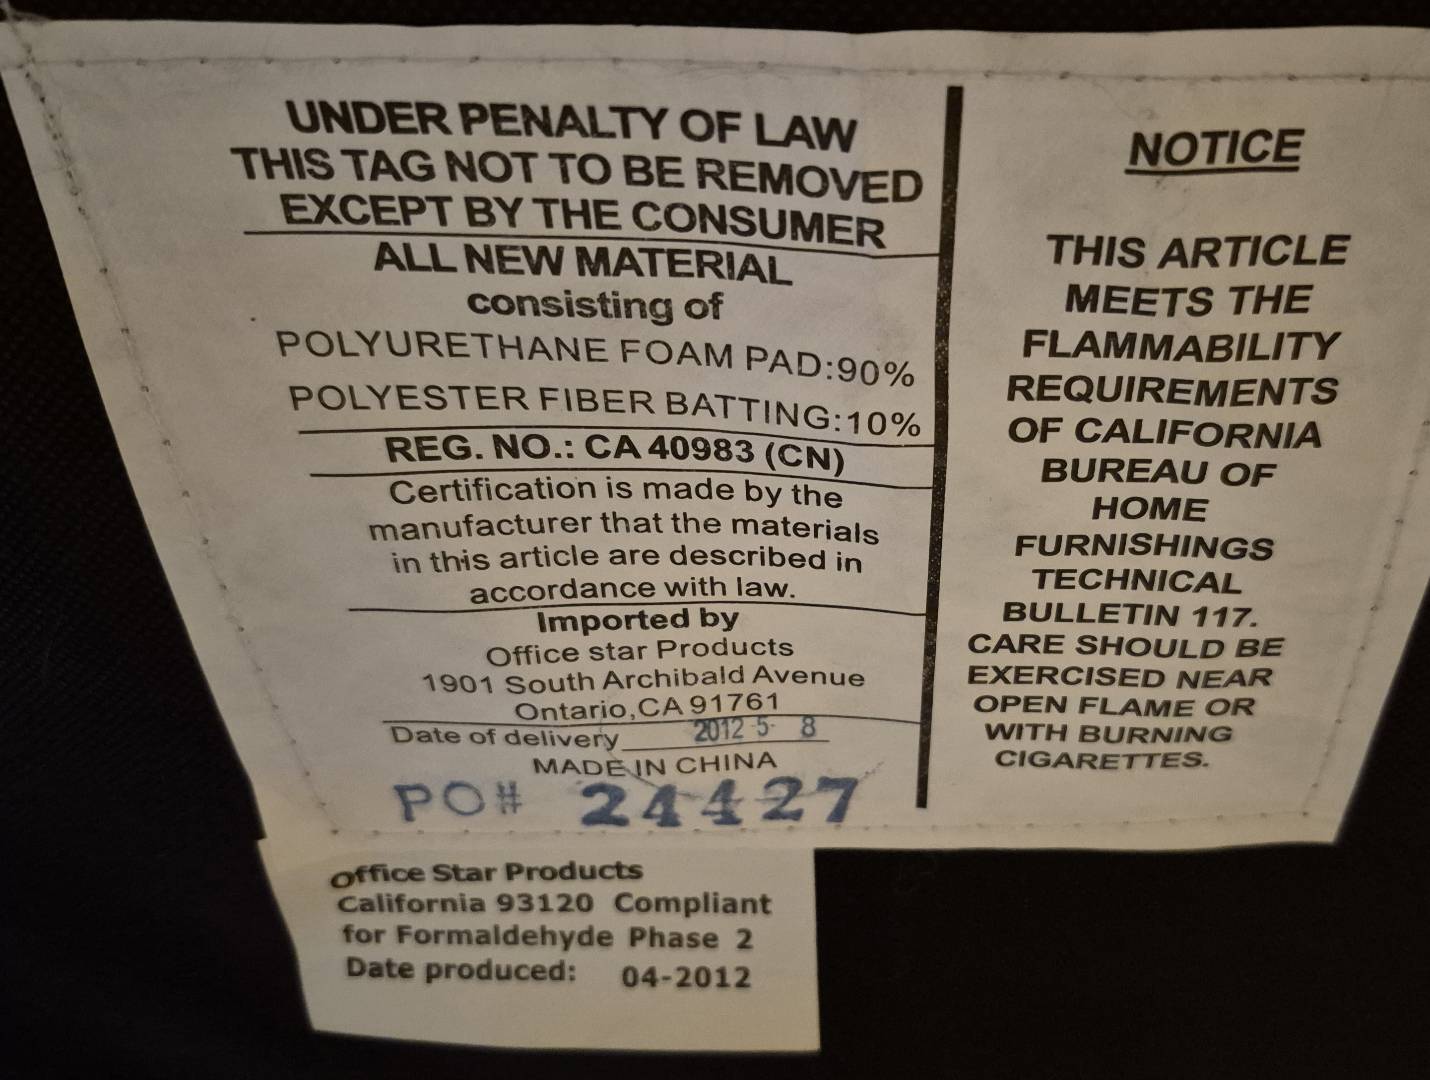 UNDER PENALTY OF LAW
THIS TAG NOT TO BE REMOVED
EXCEPT BY THE CONSUMER
ALL NEW MATERIAL
consisting of
POLYURETHANE FOAM PAD:90%
POLYESTER FIBER BATTING:10%
REG. NO.: CA 40983 (CN)
Certification is made by the
manufacturer that the materials
in this article are described in
accordance with law.
Imported by
Office star Products
1901 South Archibald Avenue
Ontario,CA 91761
Date of delivery 2012 5 8
MADE IN CHINA
PO# 24427
NOTICE
THIS ARTICLE
MEETS THE
FLAMMABILITY
REQUIREMENTS
OF CALIFORNIA
BUREAU OF
HOME
FURNISHINGS
TECHNICAL
BULLETIN 117.
CARE SHOULD BE
EXERCISED NEAR
OPEN FLAME OR
WITH BURNING
CIGARETTES.
Office Star Products
California 93120 Compliant
for Formaldehyde Phase 2
Date produced: 04-2012